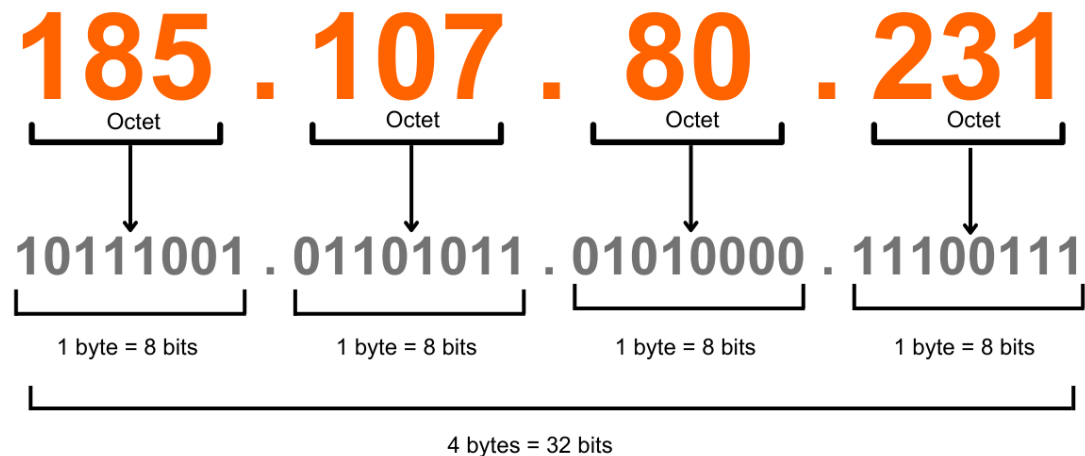 185 . 107 . 80 . 231
Octet Octet Octet Octet
10111001 . 01101011 . 01010000 . 11100111
1 byte = 8 bits 1 byte = 8 bits 1 byte = 8 bits 1 byte = 8 bits
4 bytes = 32 bits